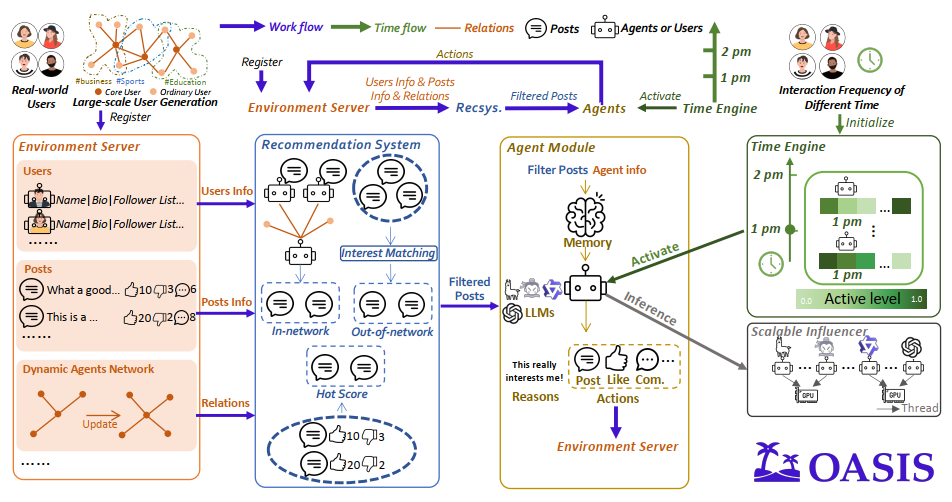 Work flow
Time flow
Relations
Posts
Agents or Users
#business #Sports #Education
Core User Ordinary User
Real-world
Users
Large-scale User Generation
Register
Register
Actions
Environment Server
Users Info & Posts
Info & Relations
Recsys.
Filtered Posts
Agents
Activate
Time Engine
2 pm
1 pm
Interaction Frequency of
Different Time
Initialize
Environment Server
Users
Name|Bio|Follower List...
Name|Bio|Follower List...
......
Posts
What a good... 10 3 6
This is a ... 20 2 8
......
Dynamic Agents Network
Update
......
Users Info
Posts Info
Relations
Recommendation System
Interest Matching
In-network
Out-of-network
Hot Score
10 3
20 2
Filtered
Posts
Agent Module
Filter Posts Agent info
Memory
LLMs
This really
interests me!
Reasons
Post Like Com.
...
Actions
Environment Server
Activate
Inference
Time Engine
2 pm
1 pm
...
1 pm
...
1 pm
0.0 Active level 1.0
Scalable Influencer
... ... ...
GPU GPU
Thread
OASIS